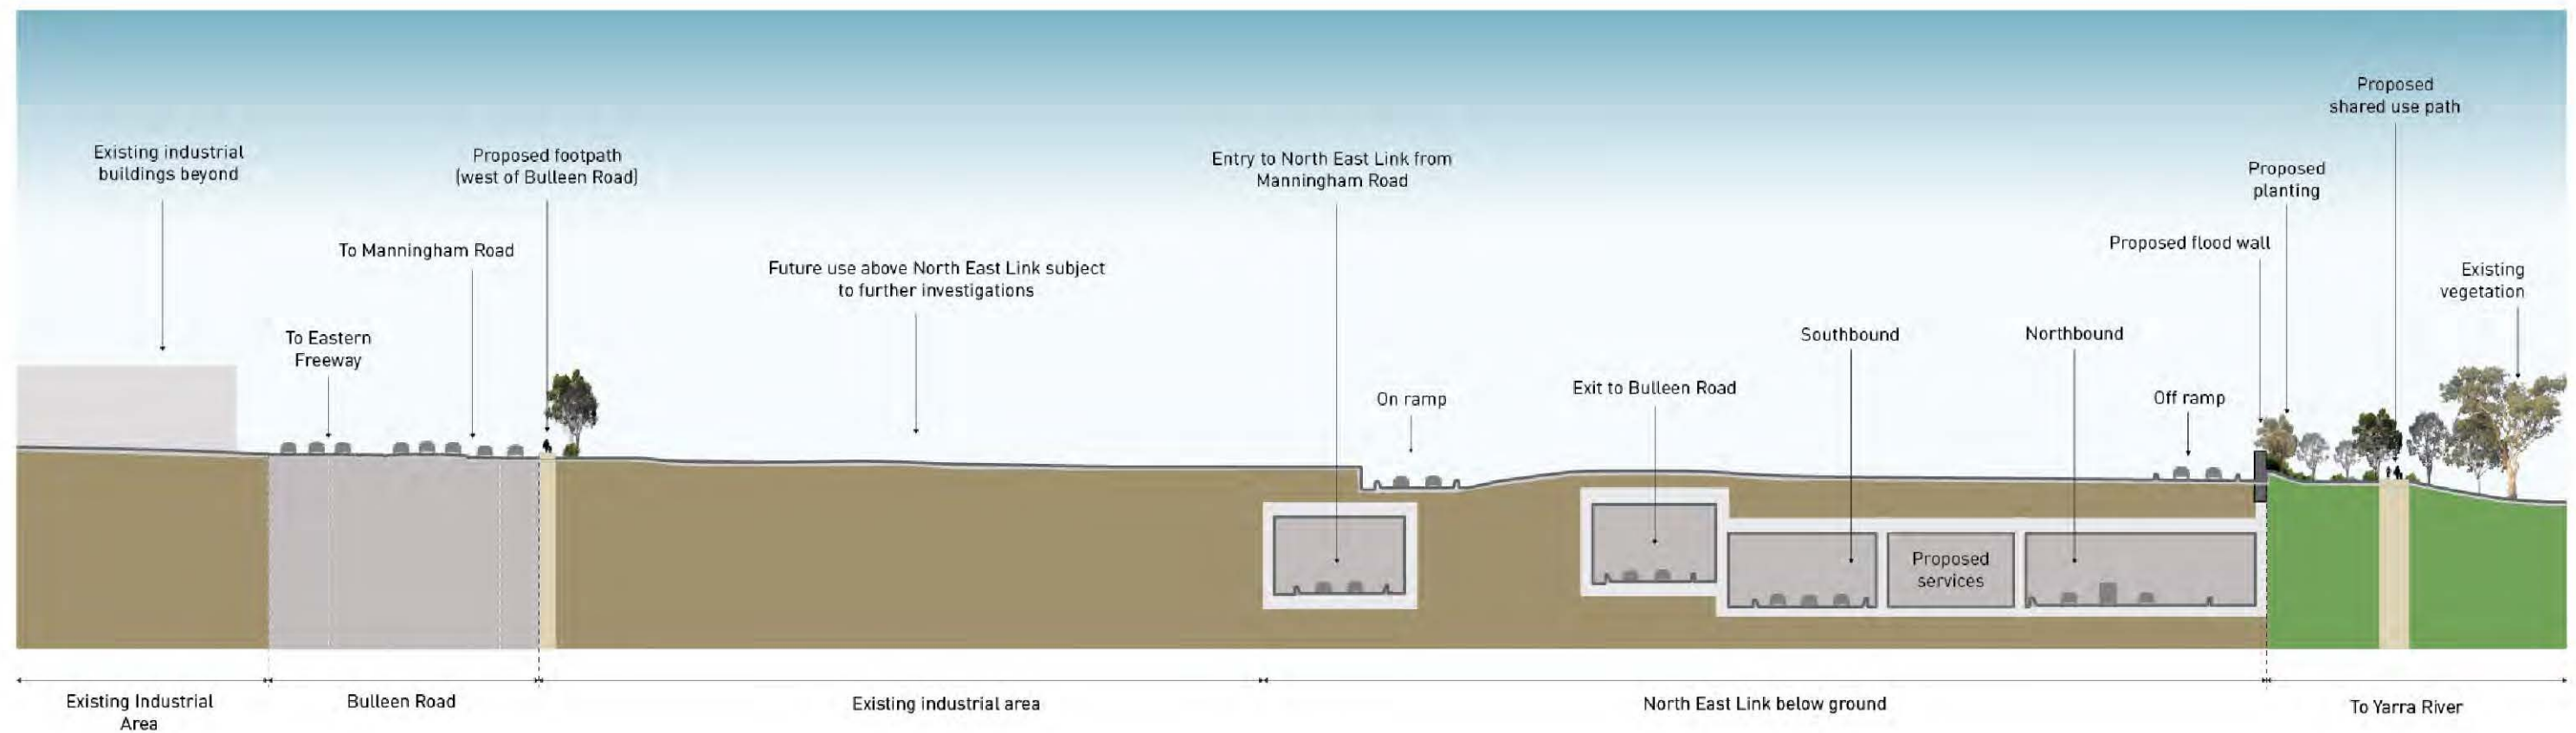 Existing industrial
buildings beyond
To Eastern
Freeway
To Manningham Road
Proposed footpath
(west of Bulleen Road)
Future use above North East Link subject
to further investigations
Entry to North East Link from
Manningham Road
On ramp
Exit to Bulleen Road
Southbound
Proposed
services
Northbound
Off ramp
Proposed flood wall
Proposed
planting
Proposed
shared use path
Existing
vegetation
Existing Industrial
Area
Bulleen Road
Existing industrial area
North East Link below ground
To Yarra River